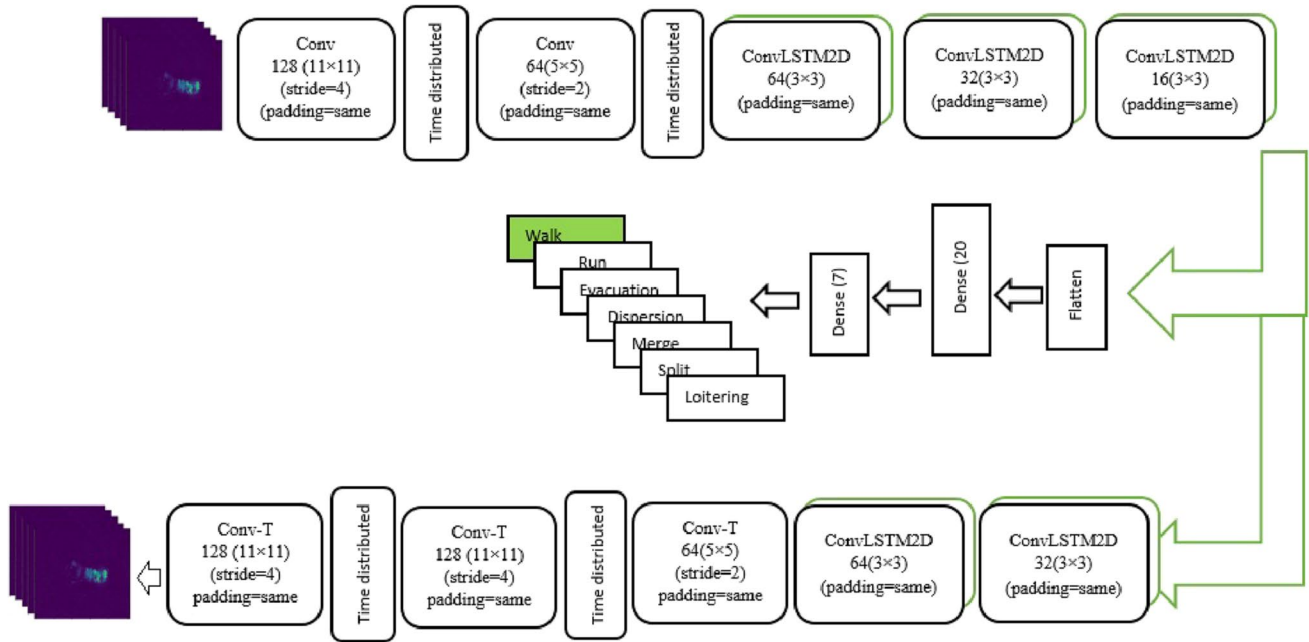 Conv
128 (11×11)
(stride=4)
(padding=same
Time distributed
Conv
64(5×5)
(stride=2)
(padding=same
Time distributed
ConvLSTM2D
64(3×3)
(padding=same)
ConvLSTM2D
32(3×3)
(padding=same)
ConvLSTM2D
16(3×3)
(padding=same)
Walk
Run
Evacuation
Dispersion
Merge
Split
Loitering
Dense (7)
Dense (20
Flatten
Conv-T
128 (11×11)
(stride=4)
padding=same
Time distributed
Conv-T
128 (11×11)
(stride=4)
padding=same
Time distributed
Conv-T
64(5×5)
(stride=2)
padding=same
ConvLSTM2D
64(3×3)
(padding=same)
ConvLSTM2D
32(3×3)
(padding=same)